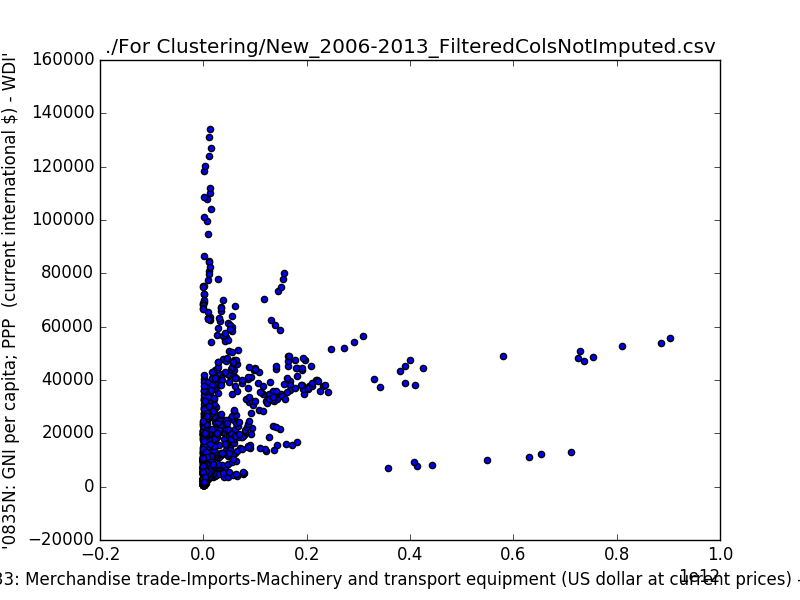 ./For Clustering/New_2006-2013_FilteredColsNotImputed.csv
'0835N: GNI per capita; PPP  (current international $) - WDI'
160000
140000
120000
100000
80000
60000
40000
20000
0
−20000
−0.2 0.0 0.2 0.4 0.6 0.8 1.0
1e12
33: Merchandise trade-Imports-Machinery and transport equipment (US dollar at current prices) -